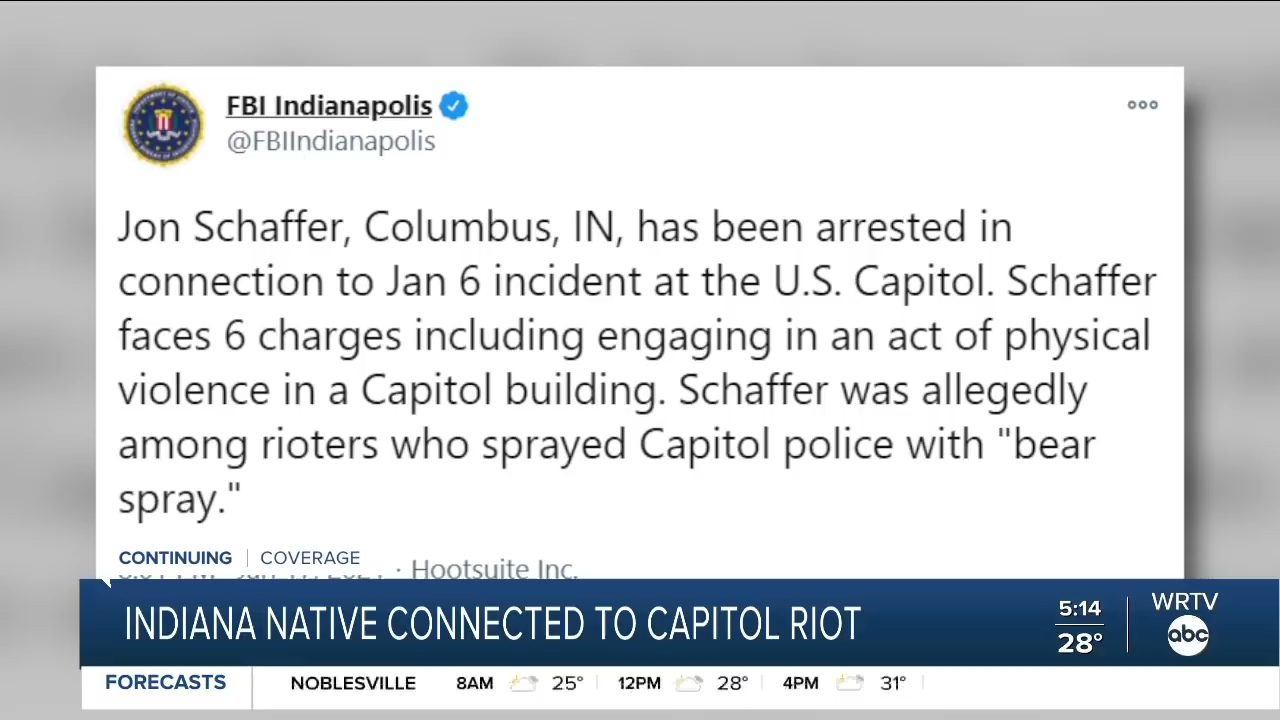 FBI Indianapolis
@FBIIndianapolis
Jon Schaffer, Columbus, IN, has been arrested in
connection to Jan 6 incident at the U.S. Capitol. Schaffer
faces 6 charges including engaging in an act of physical
violence in a Capitol building. Schaffer was allegedly
among rioters who sprayed Capitol police with "bear
spray."
CONTINUING | COVERAGE
· Hootsuite Inc.
INDIANA NATIVE CONNECTED TO CAPITOL RIOT
5:14
28°
WRTV
abc
FORECASTS NOBLESVILLE 8AM 25° 12PM 28° 4PM 31°